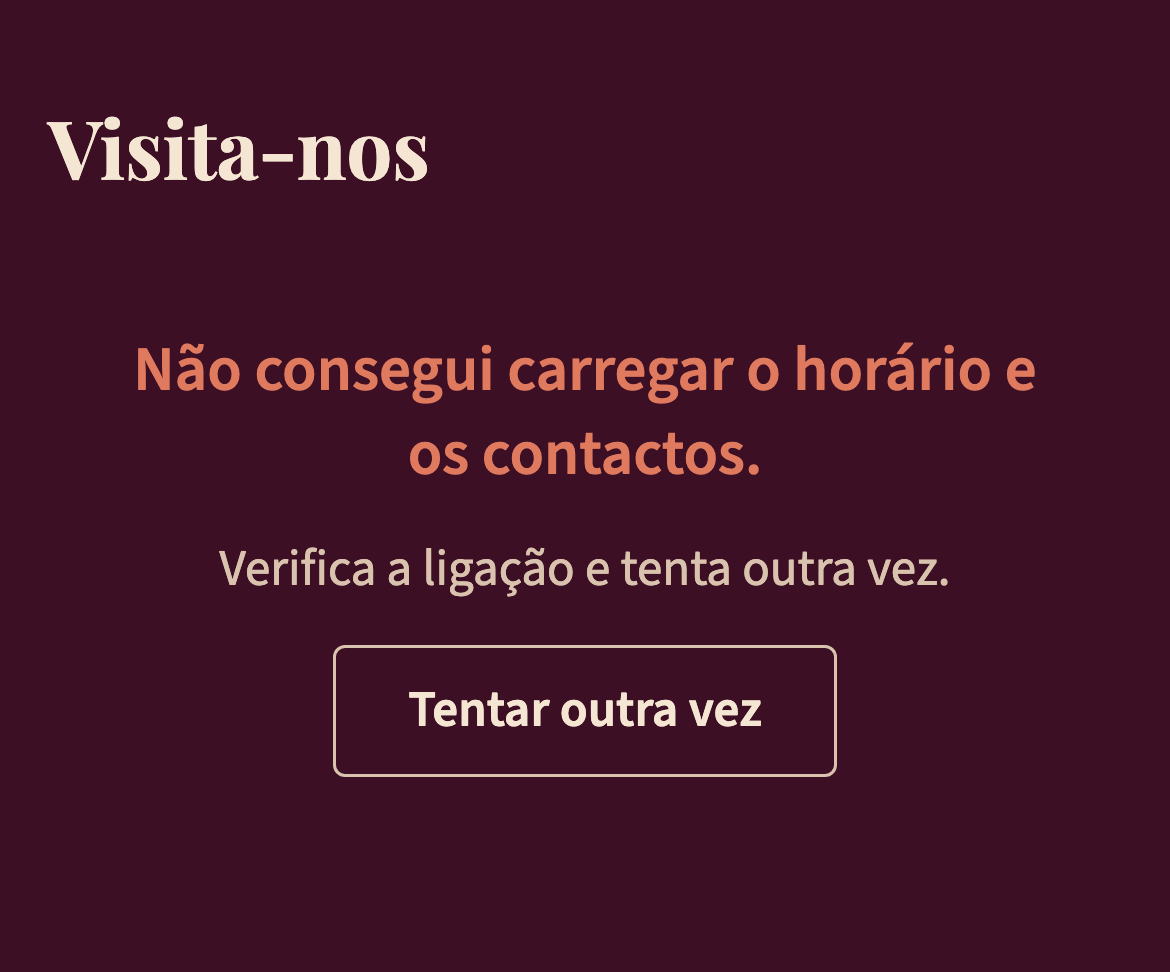 Visita-nos
Não consegui carregar o horário e
os contactos.
Verifica a ligação e tenta outra vez.
Tentar outra vez